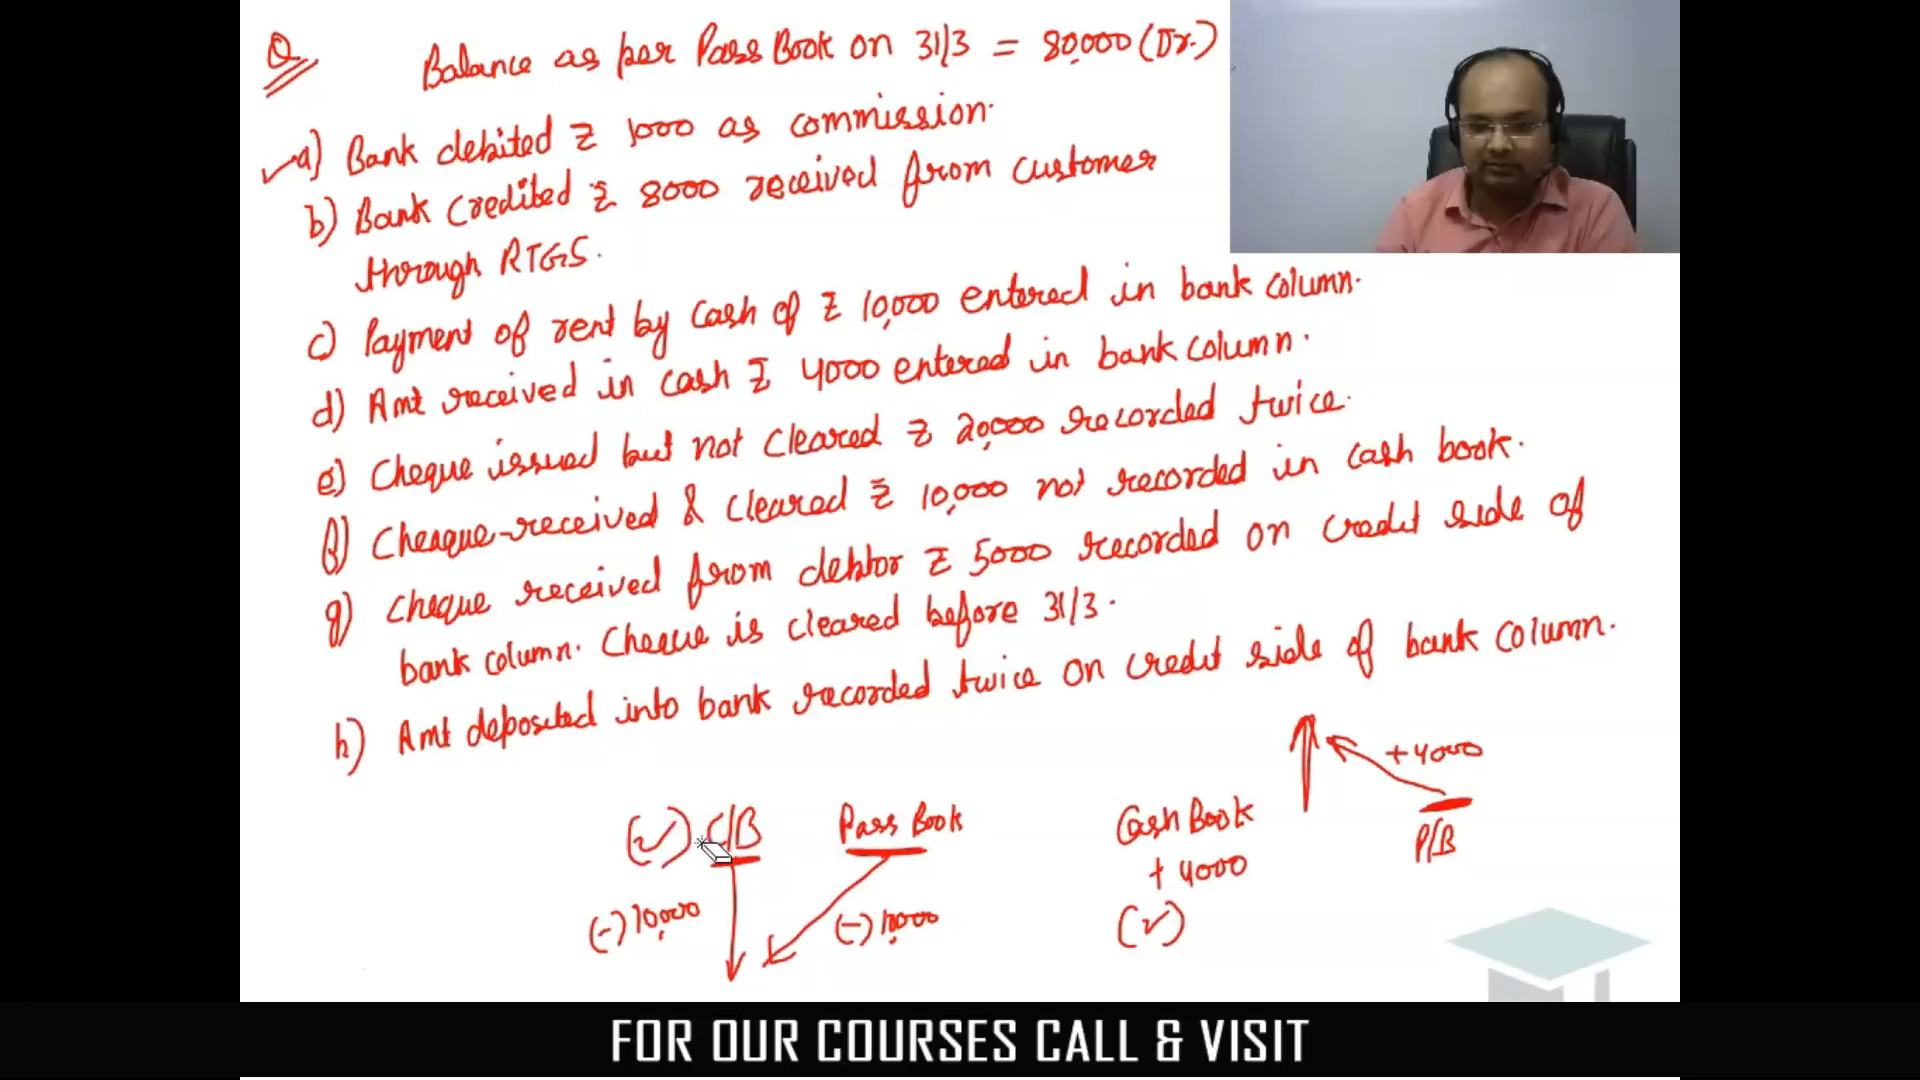 Q Balance as per Pass Book on 31/3 = 80,000 (Dr.)
a) Bank debited ₹ 1000 as commission.
b) Bank credited ₹ 8000 received from customer
through RTGS.
c) Payment of rent by cash of ₹ 10,000 entered in bank column.
d) Amt received in cash ₹ 4000 entered in bank column.
e) Cheque issued but not cleared ₹ 20,000 recorded twice.
f) Cheaque received & cleared ₹ 10,000 not recorded in cash book.
g) Cheque received from debtor ₹ 5000 recorded on credit side of
bank column. Cheque is cleared before 31/3.
h) Amt deposited into bank recorded twice on credit side of bank column.
+4000
(✓) C/B Pass Book Cash Book P/B
+ 4000
(-) 10,000 (-) 10,000 (✓)
FOR OUR COURSES CALL & VISIT